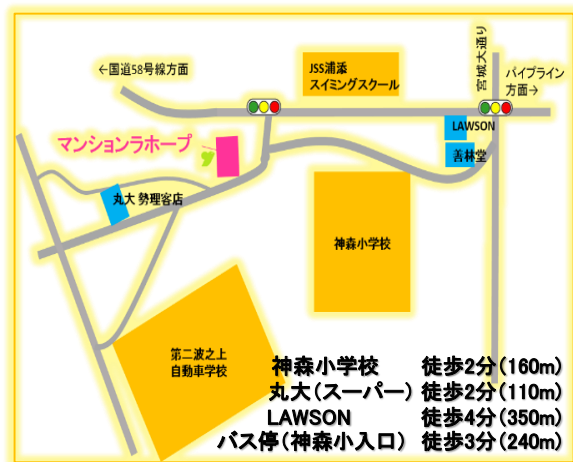 ←国道58号線方面
JSS浦添
スイミングスクール
宮城大通り
パイプライン
方面→
マンションラホープ
LAWSON
善林堂
丸大 勢理客店
神森小学校
第二波之上
自動車学校
神森小学校 徒歩2分(160m)
丸大(スーパー) 徒歩2分(110m)
LAWSON 徒歩4分(350m)
バス停(神森小入口) 徒歩3分(240m)